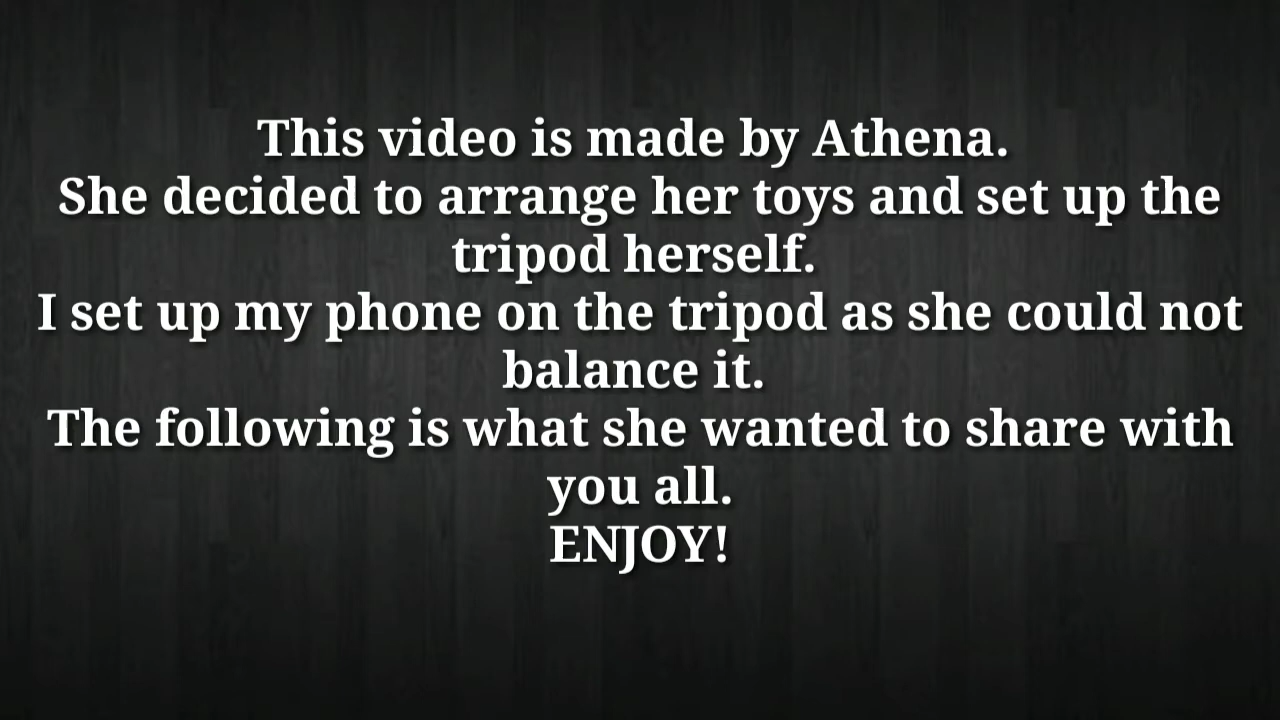 This video is made by Athena.
She decided to arrange her toys and set up the
tripod herself.
I set up my phone on the tripod as she could not
balance it.
The following is what she wanted to share with
you all.
ENJOY!